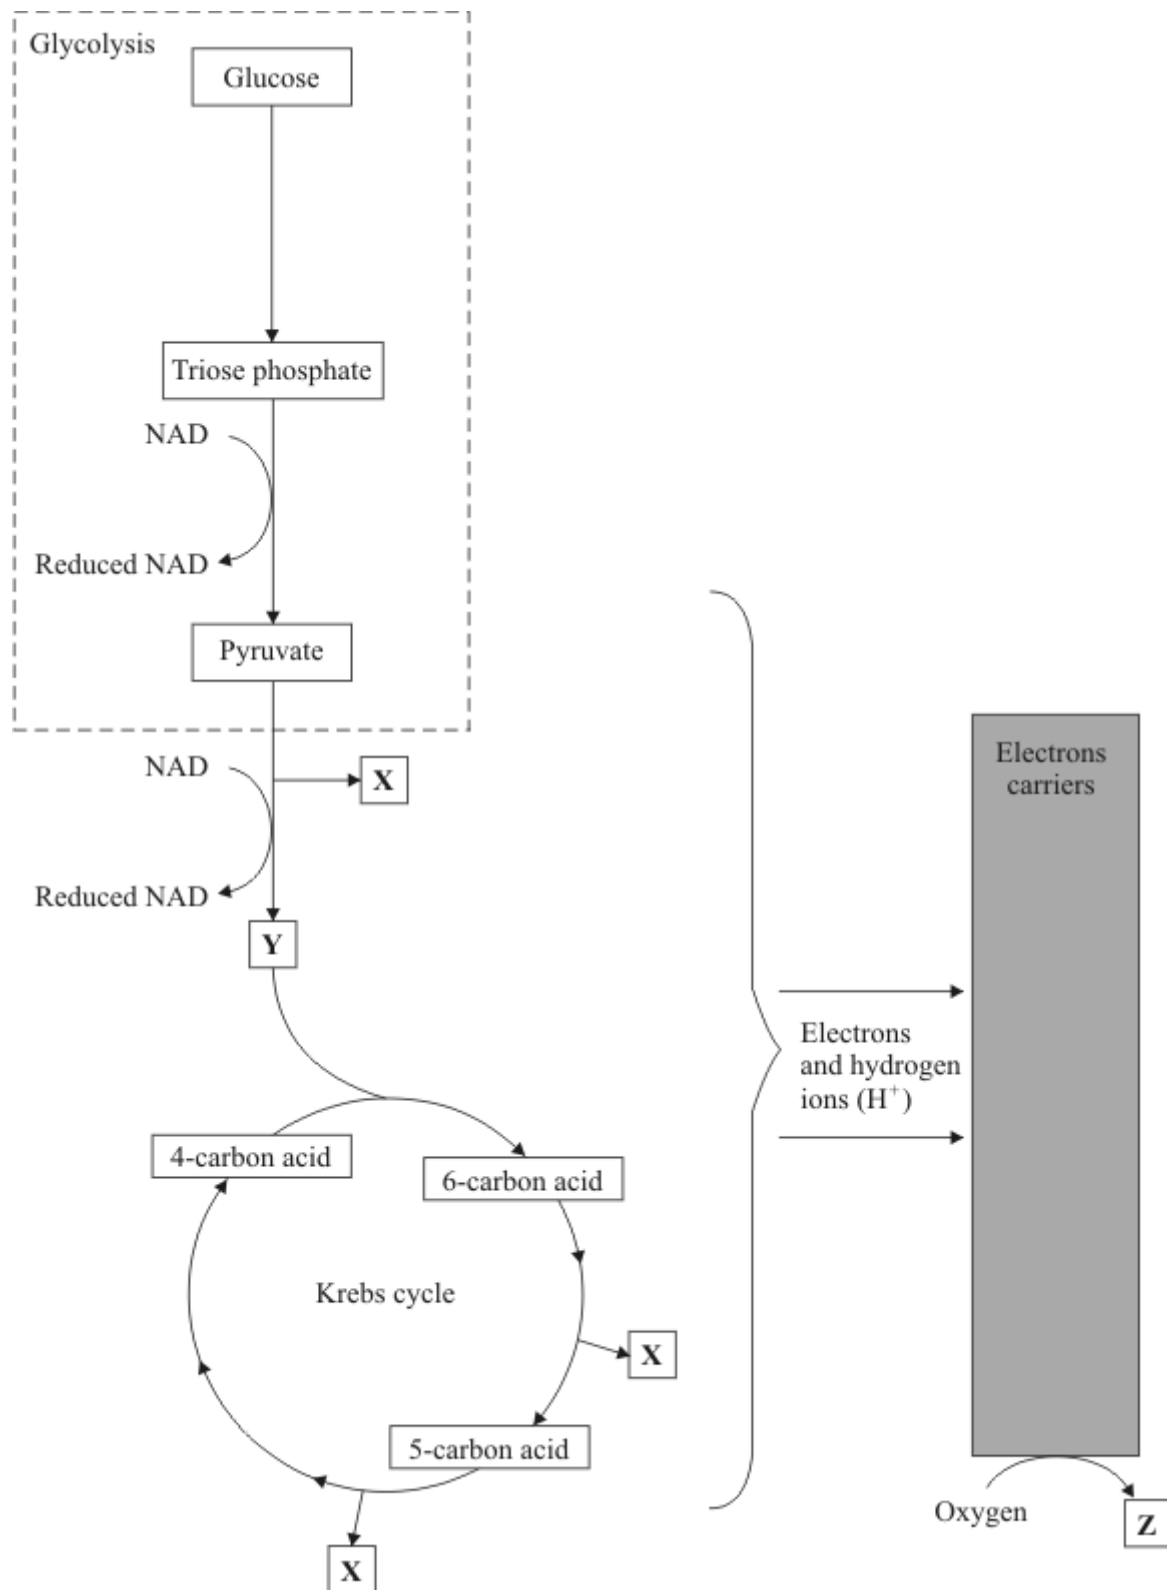 Glycolysis
Glucose
Triose phosphate
NAD
Reduced NAD
Pyruvate
NAD
X
Reduced NAD
Y
4-carbon acid
6-carbon acid
Krebs cycle
X
5-carbon acid
X
Electrons
and hydrogen
ions (H⁺)
Electrons
carriers
Oxygen
Z